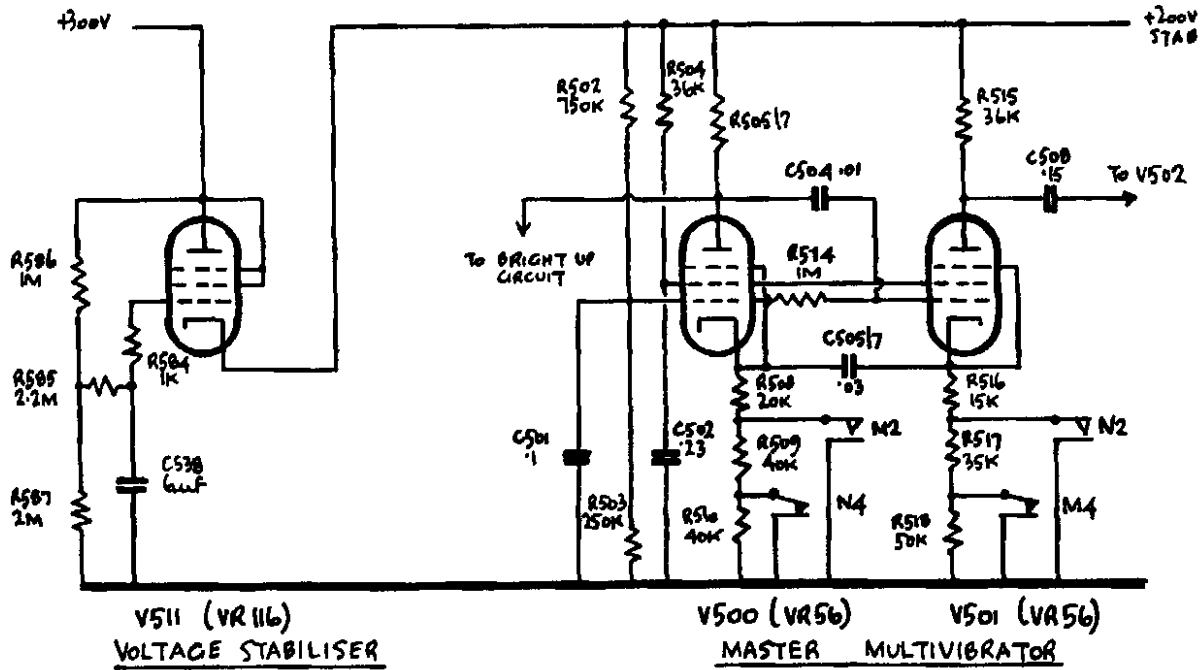 +300V
+200V
STAB
R502
750K
R504
36K
R505/7
R515
36K
C504 .01
C508
.15
TO V502
R586
1M
TO BRIGHT UP
CIRCUIT
R514
1M
R584
1K
R585
2.2M
C505/7
.03
R508
20K
R516
15K
C501
.1
C502
.23
M2
N2
R509
40K
R517
35K
C538
6uF
R587
2M
R503
250K
R510
40K
N4
R518
50K
M4
V511 (VR116)
VOLTAGE STABILISER
V500 (VR56)
V501 (VR56)
MASTER MULTIVIBRATOR